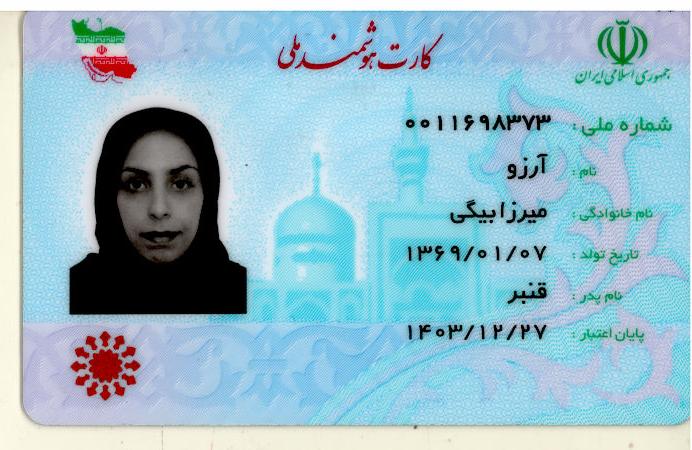 کارت هوشمند ملی
جمهوری اسلامی ایران
شماره ملی : ۰۰۱۱۶۹۸۳۷۳
نام : آرزو
نام خانوادگی : میرزابیگی
تاریخ تولد : ۱۳۶۹/۰۱/۰۷
نام پدر : قنبر
پایان اعتبار : ۱۴۰۳/۱۲/۲۷